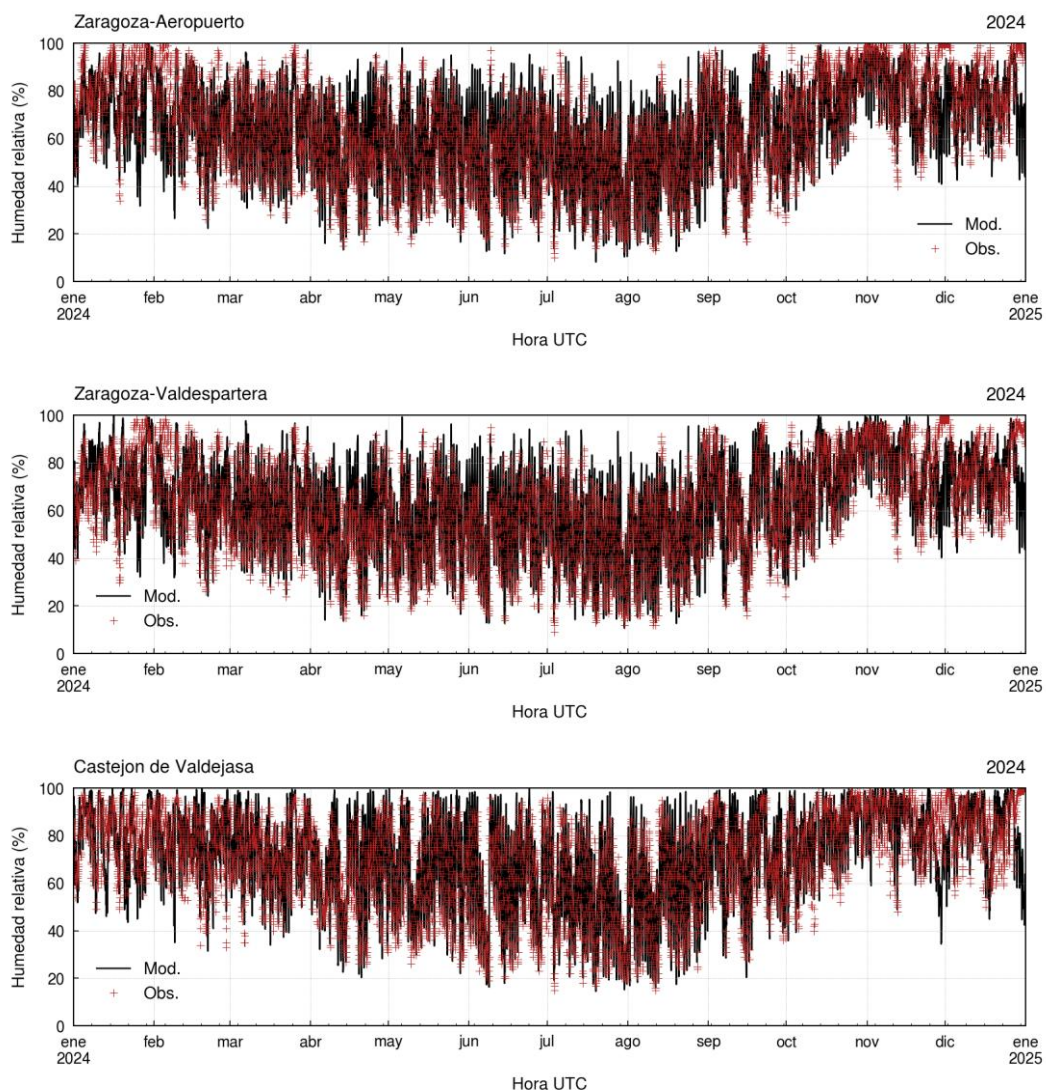 Zaragoza-Aeropuerto 2024
Humedad relativa (%)
100
80
60
40
20
0
Mod.
Obs.
ene feb mar abr may jun jul ago sep oct nov dic ene
2024 2025
Hora UTC
Zaragoza-Valdespartera 2024
Humedad relativa (%)
100
80
60
40
20
0
Mod.
Obs.
ene feb mar abr may jun jul ago sep oct nov dic ene
2024 2025
Hora UTC
Castejon de Valdejasa 2024
Humedad relativa (%)
100
80
60
40
20
0
Mod.
Obs.
ene feb mar abr may jun jul ago sep oct nov dic ene
2024 2025
Hora UTC